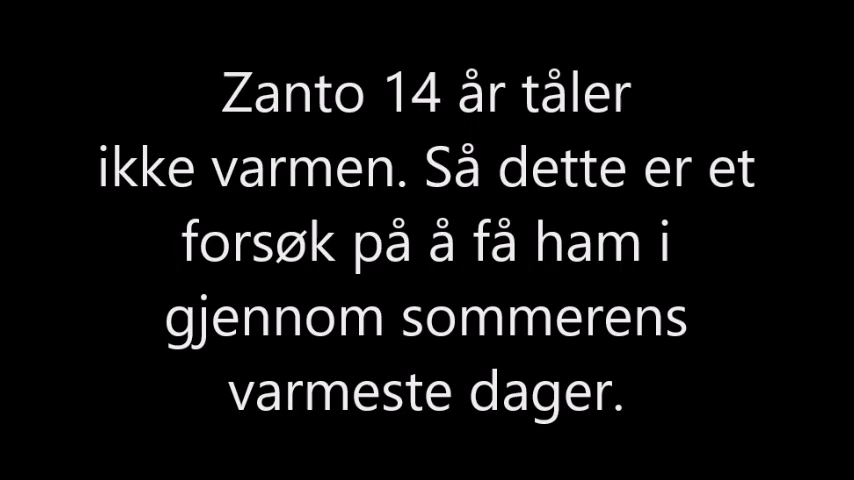 Zanto 14 år tåler
ikke varmen. Så dette er et
forsøk på å få ham i
gjennom sommerens
varmeste dager.